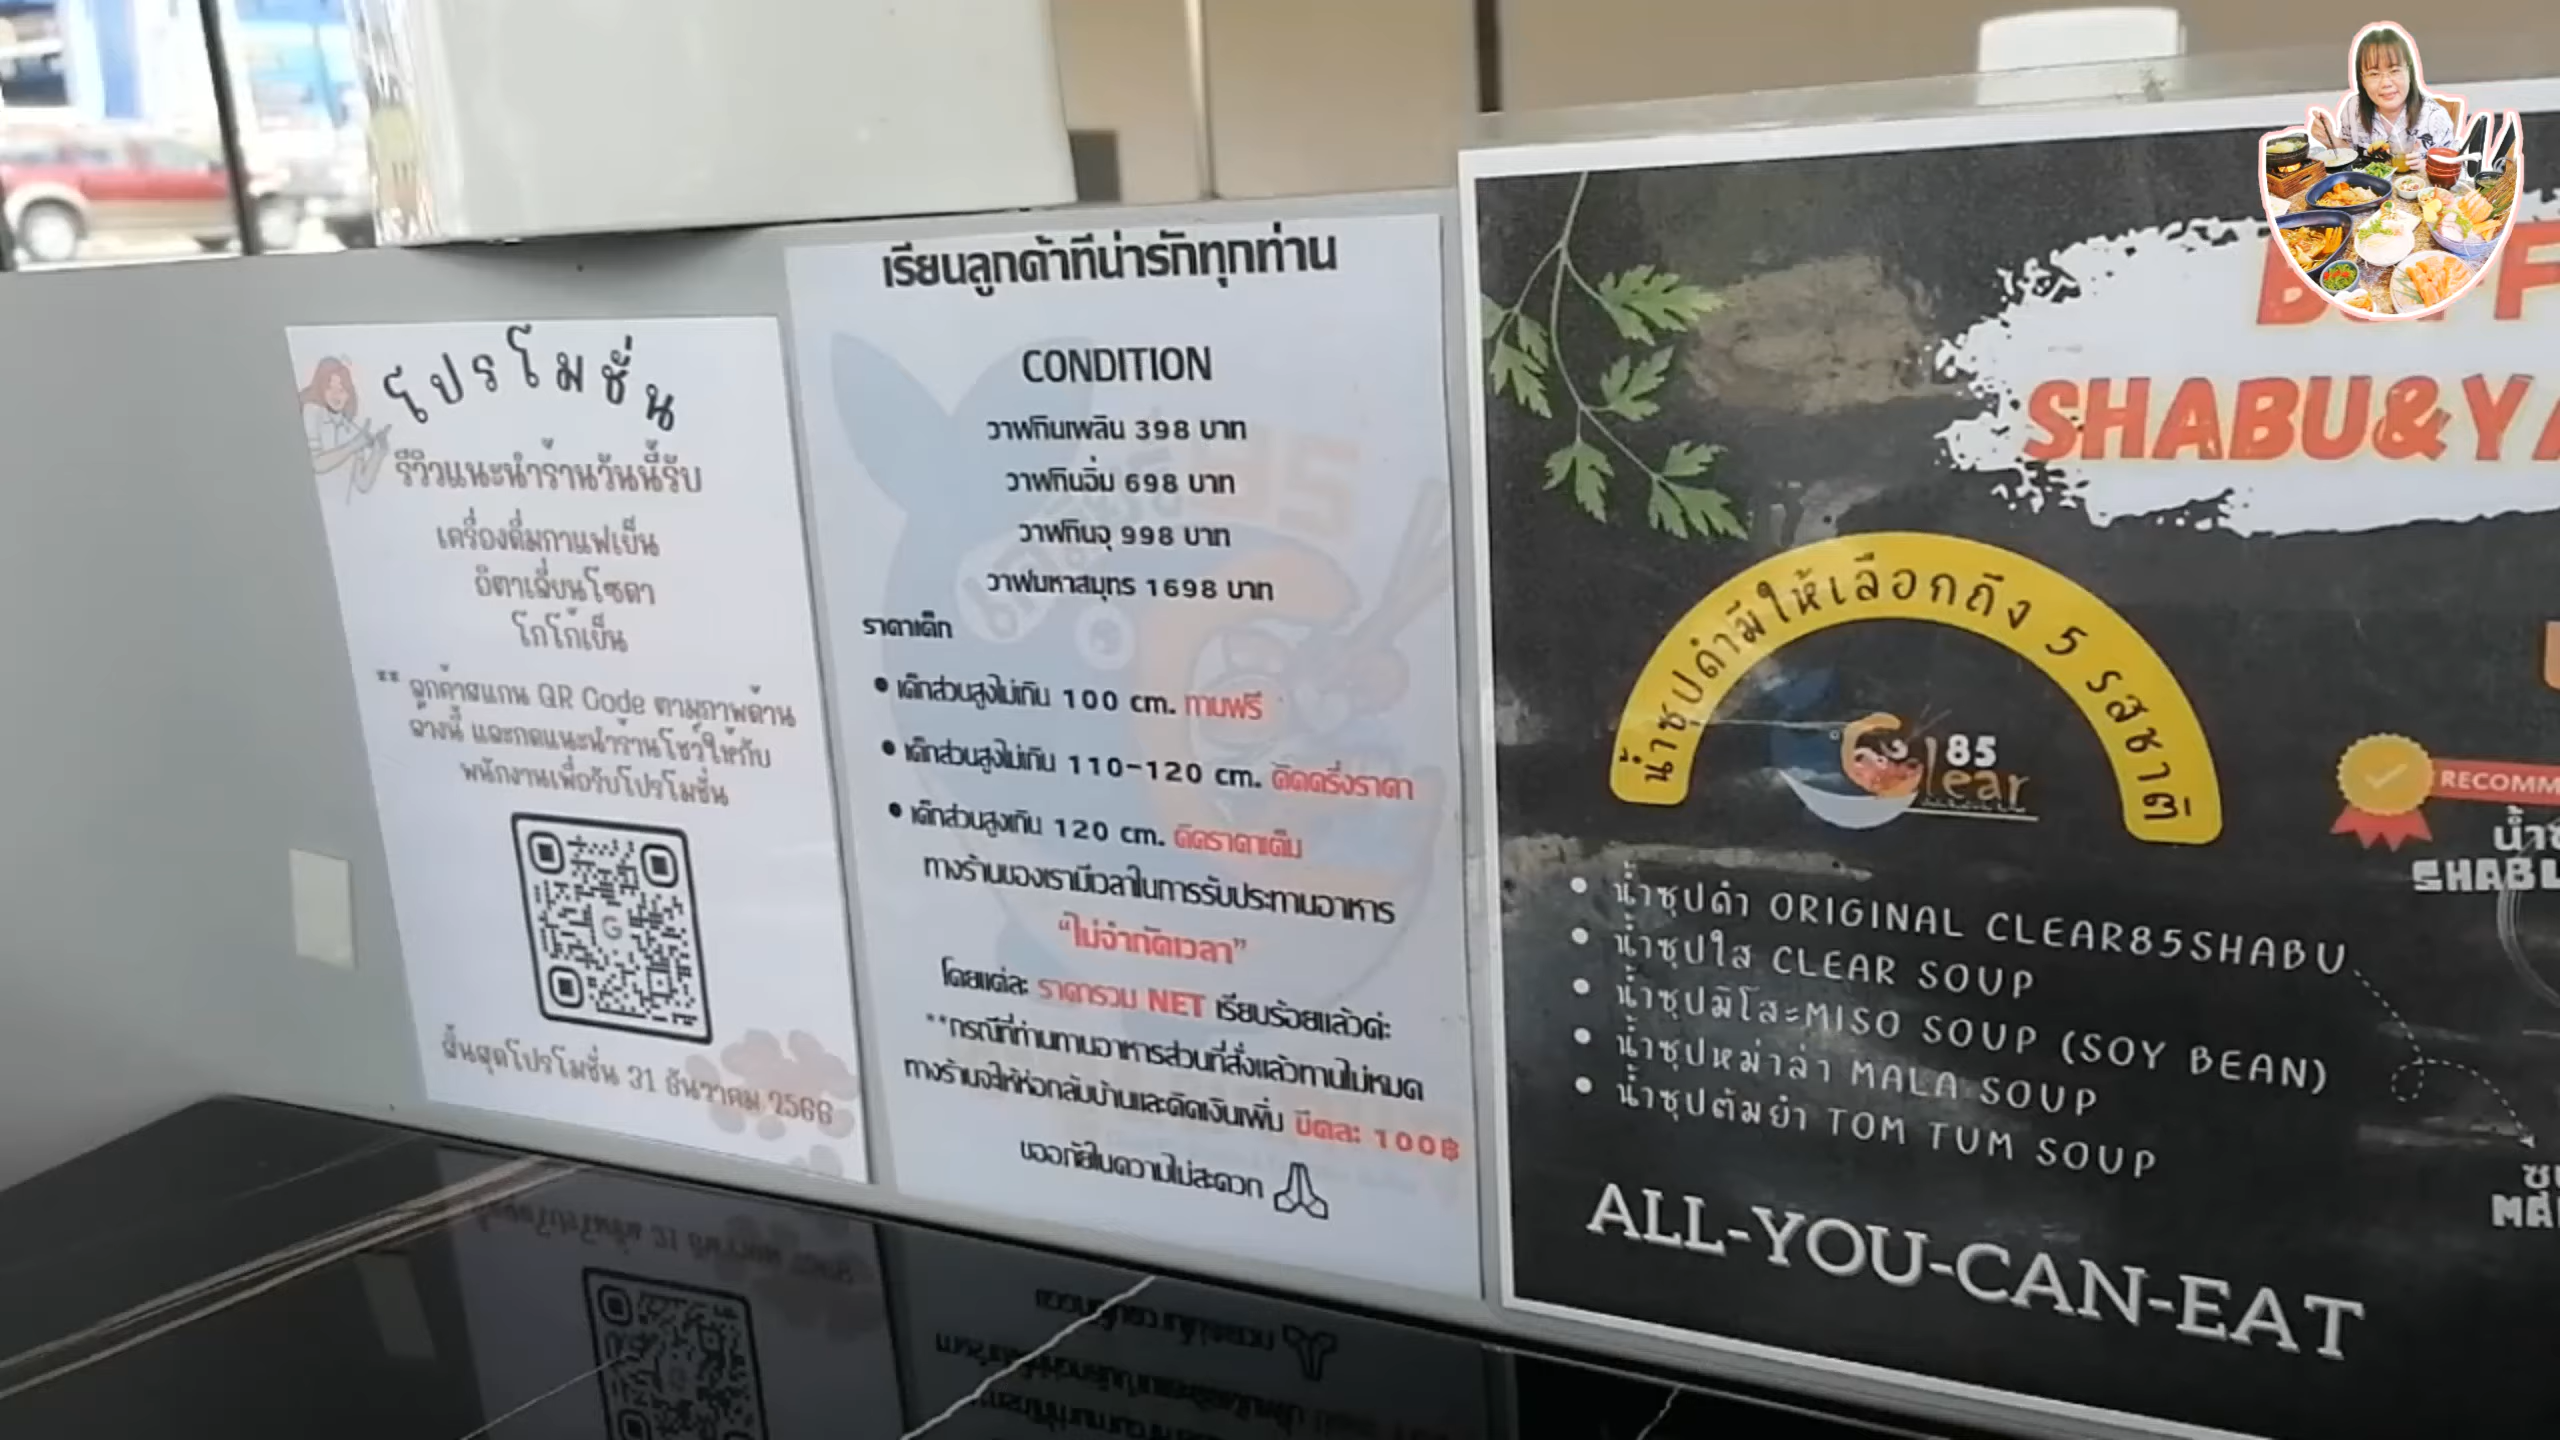 โปรโมชั่น
รีวิวแนะนำร้านวันนี้รับ
เครื่องดื่มกาแฟเย็น
อิตาเลี่ยนโซดา
โกโก้เย็น
** ลูกค้าสแกน QR Code ตามภาพด้าน
ล่างนี้ และกดแนะนำร้านโชว์ให้กับ
พนักงานเพื่อรับโปรโมชั่น
สิ้นสุดโปรโมชั่น 31 ธันวาคม 2566
เรียนลูกค้าที่น่ารักทุกท่าน
CONDITION
วาฬกินเพลิน 398 บาท
วาฬกินอิ่ม 698 บาท
วาฬกินจุ 998 บาท
วาฬมหาสมุทร 1698 บาท
ราคาเด็ก
• เด็กส่วนสูงไม่เกิน 100 cm. ทานฟรี
• เด็กส่วนสูงไม่เกิน 110-120 cm. คิดครึ่งราคา
• เด็กส่วนสูงเกิน 120 cm. คิดราคาเต็ม
ทางร้านของเรามีเวลาในการรับประทานอาหาร
“ไม่จำกัดเวลา”
โดยแต่ละ ราคารวม NET เรียบร้อยแล้วค่ะ
**กรณีที่ท่านทานอาหารส่วนที่สั่งแล้วทานไม่หมด
ทางร้านจะให้ห่อกลับบ้านและคิดเงินเพิ่ม ขีดละ 100฿
ขออภัยในความไม่สะดวก
SHABU&YA
น้ำซุปดำมีให้เลือกถึง 5 รสชาติ
85
Clear
RECOMM
SHABU
• น้ำซุปดำ ORIGINAL CLEAR85SHABU
• น้ำซุปใส CLEAR SOUP
• น้ำซุปมิโสะMISO SOUP (SOY BEAN)
• น้ำซุปหม่าล่า MALA SOUP
• น้ำซุปต้มยำ TOM TUM SOUP
MA
ALL-YOU-CAN-EAT